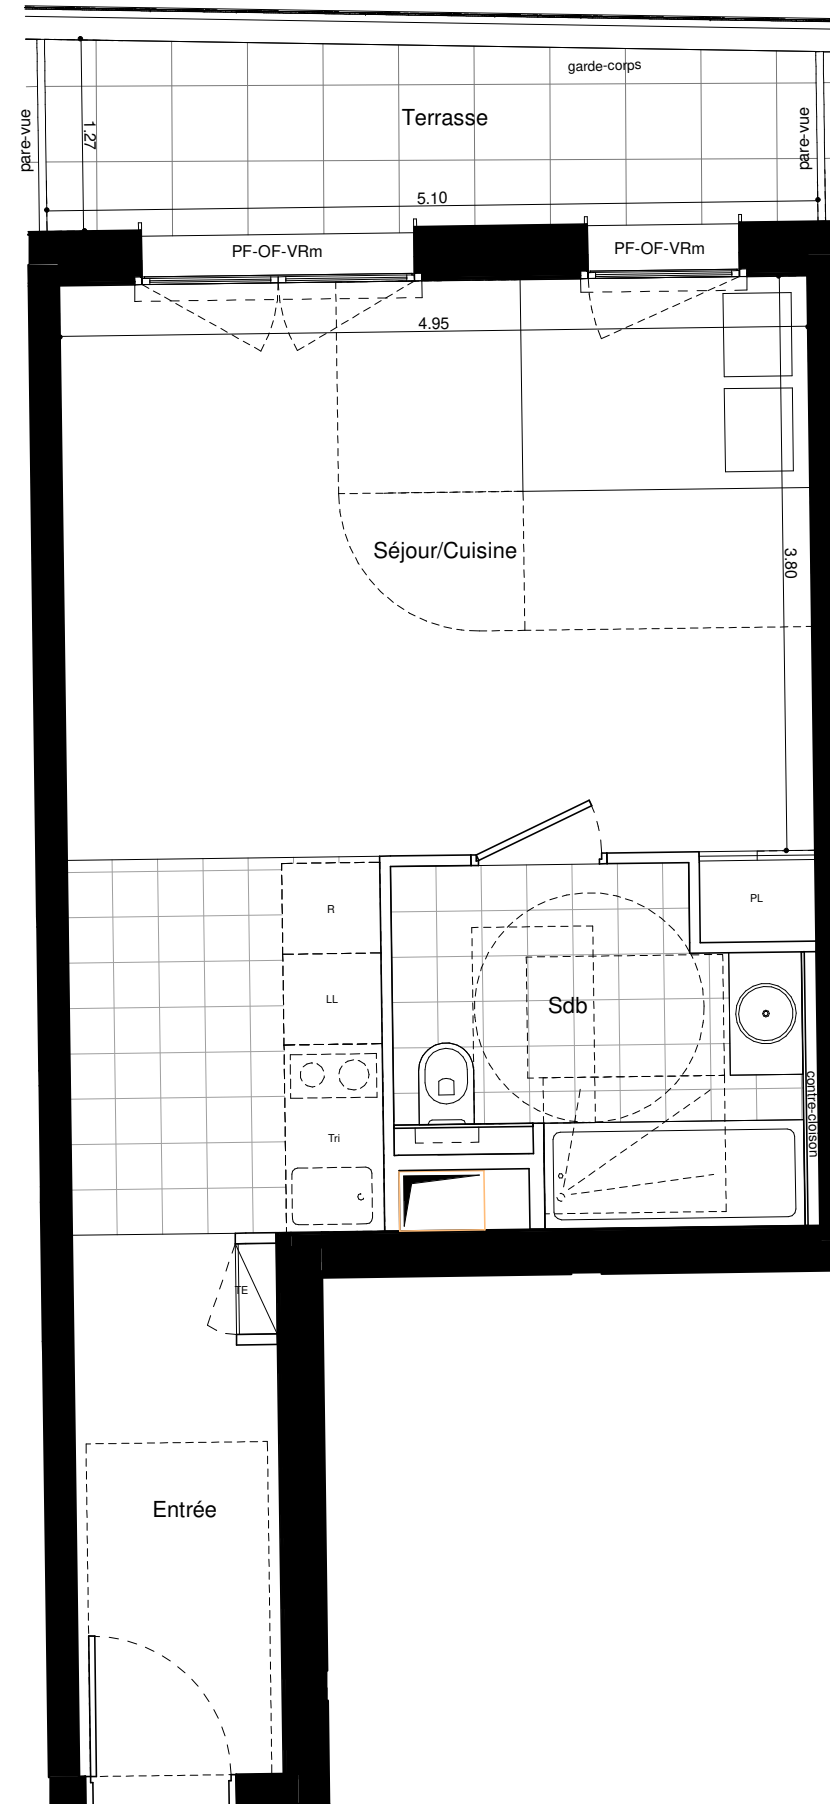 garde-corps
Terrasse
pare-vue
pare-vue
1.27
5.10
PF-OF-VRm
PF-OF-VRm
4.95
Séjour/Cuisine
3.80
R
PL
LL
Sdb
contre-cloison
Tri
TE
Entrée